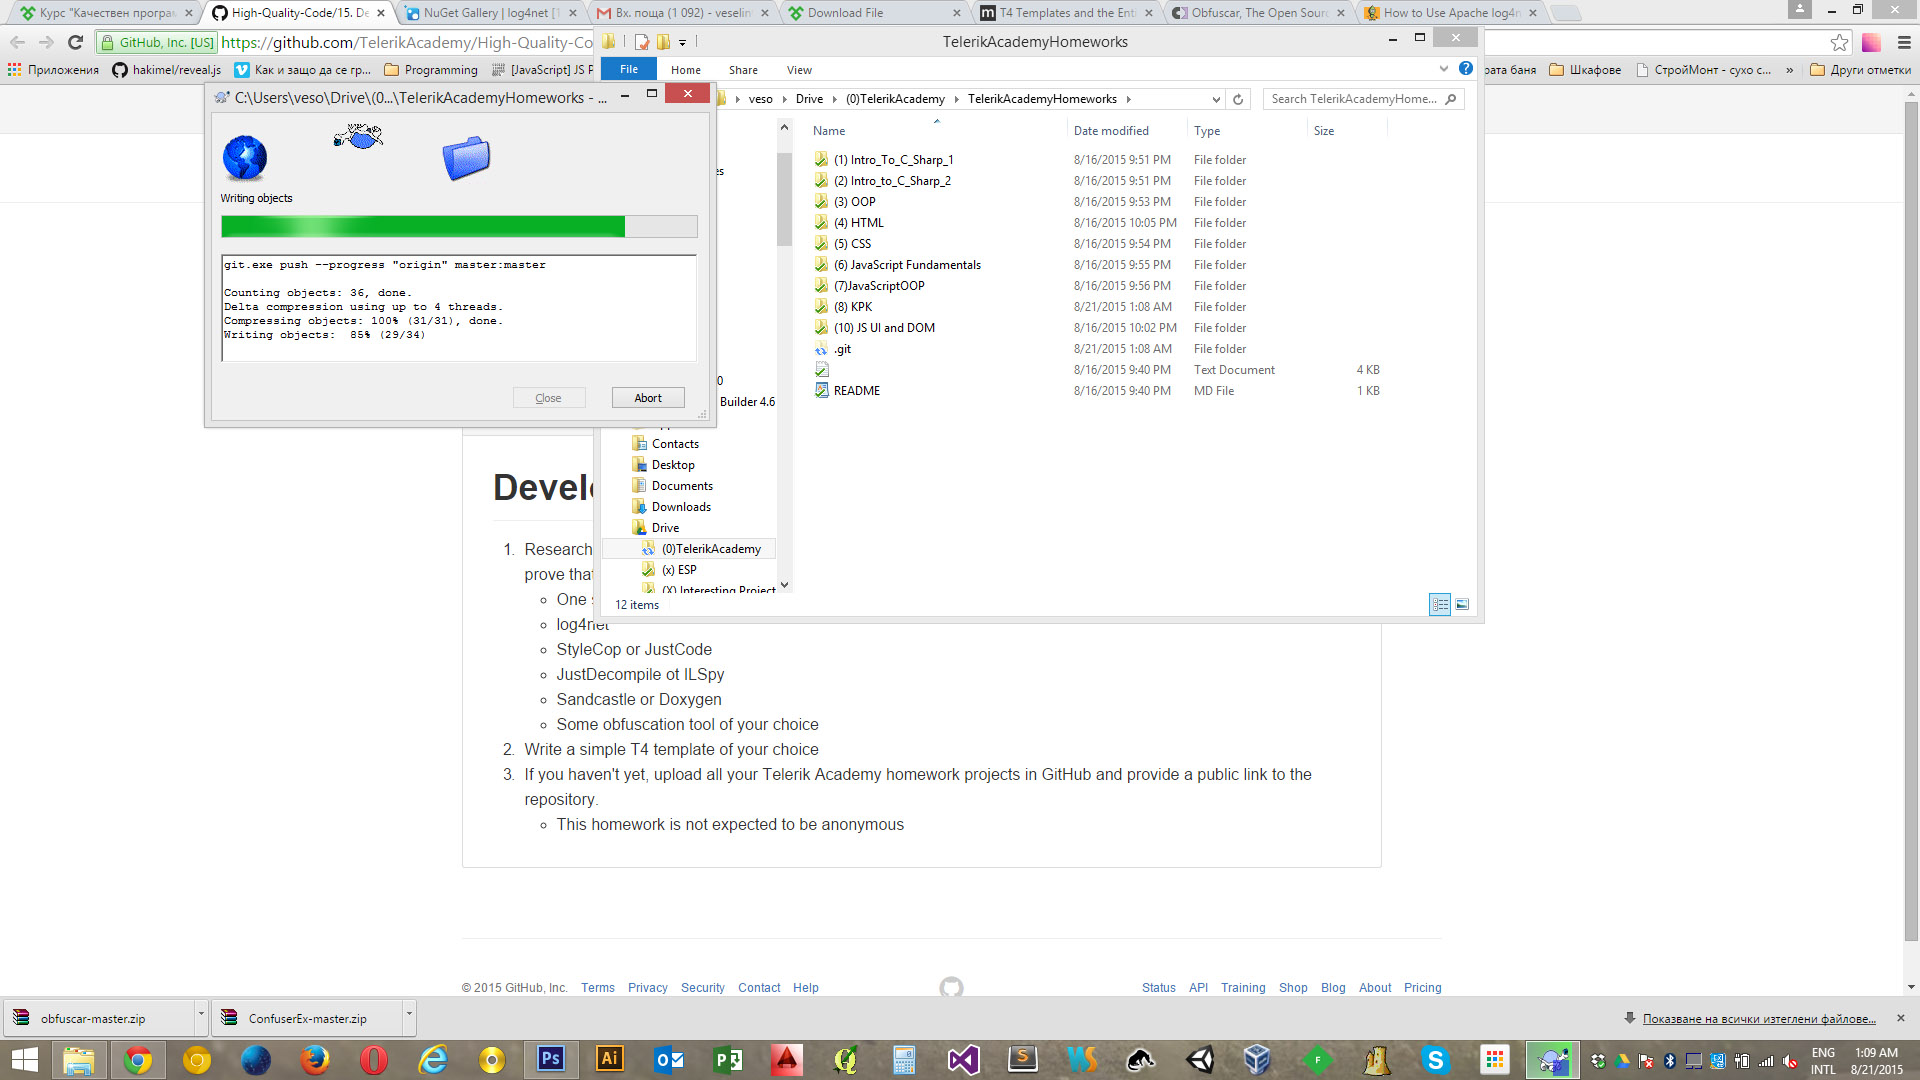 Курс "Качествен програм
High-Quality-Code/15. De
NuGet Gallery | log4net [1
Вх. поща (1 092) - veselin
Download File
T4 Templates and the Enti
Obfuscar, The Open Sourc
How to Use Apache log4n
GitHub, Inc. [US]
https://github.com/TelerikAcademy/High-Quality-Co
Приложения
hakimel/reveal.js
Как и защо да се гр...
Programming
[JavaScript] JS P
рата баня
Шкафове
СтройМонт - сухо с...
»
Други отметки
TelerikAcademyHomeworks
File
Home
Share
View
veso
Drive
(0)TelerikAcademy
TelerikAcademyHomeworks
Search TelerikAcademyHome...
C:\Users\veso\Drive\(0...\TelerikAcademyHomeworks - ...
Writing objects
git.exe push --progress "origin" master:master
Counting objects: 36, done.
Delta compression using up to 4 threads.
Compressing objects: 100% (31/31), done.
Writing objects:  85% (29/34)
Close
Abort
Name
Date modified
Type
Size
(1) Intro_To_C_Sharp_1 8/16/2015 9:51 PM File folder
(2) Intro_to_C_Sharp_2 8/16/2015 9:51 PM File folder
(3) OOP 8/16/2015 9:53 PM File folder
(4) HTML 8/16/2015 10:05 PM File folder
(5) CSS 8/16/2015 9:54 PM File folder
(6) JavaScript Fundamentals 8/16/2015 9:55 PM File folder
(7)JavaScriptOOP 8/16/2015 9:56 PM File folder
(8) KPK 8/21/2015 1:08 AM File folder
(10) JS UI and DOM 8/16/2015 10:02 PM File folder
.git 8/21/2015 1:08 AM File folder
8/16/2015 9:40 PM Text Document 4 KB
README 8/16/2015 9:40 PM MD File 1 KB
es
0
Builder 4.6
Contacts
Desktop
Documents
Downloads
Drive
(0)TelerikAcademy
(x) ESP
(X) Interesting Project
12 items
Devel
1. Research
prove that
One s
log4net
StyleCop or JustCode
JustDecompile ot ILSpy
Sandcastle or Doxygen
Some obfuscation tool of your choice
2. Write a simple T4 template of your choice
3. If you haven't yet, upload all your Telerik Academy homework projects in GitHub and provide a public link to the
repository.
This homework is not expected to be anonymous
© 2015 GitHub, Inc. Terms Privacy Security Contact Help
Status API Training Shop Blog About Pricing
obfuscar-master.zip
ConfuserEx-master.zip
Показване на всички изтеглени файлове...
Ps
Ai
ENG
INTL
1:09 AM
8/21/2015